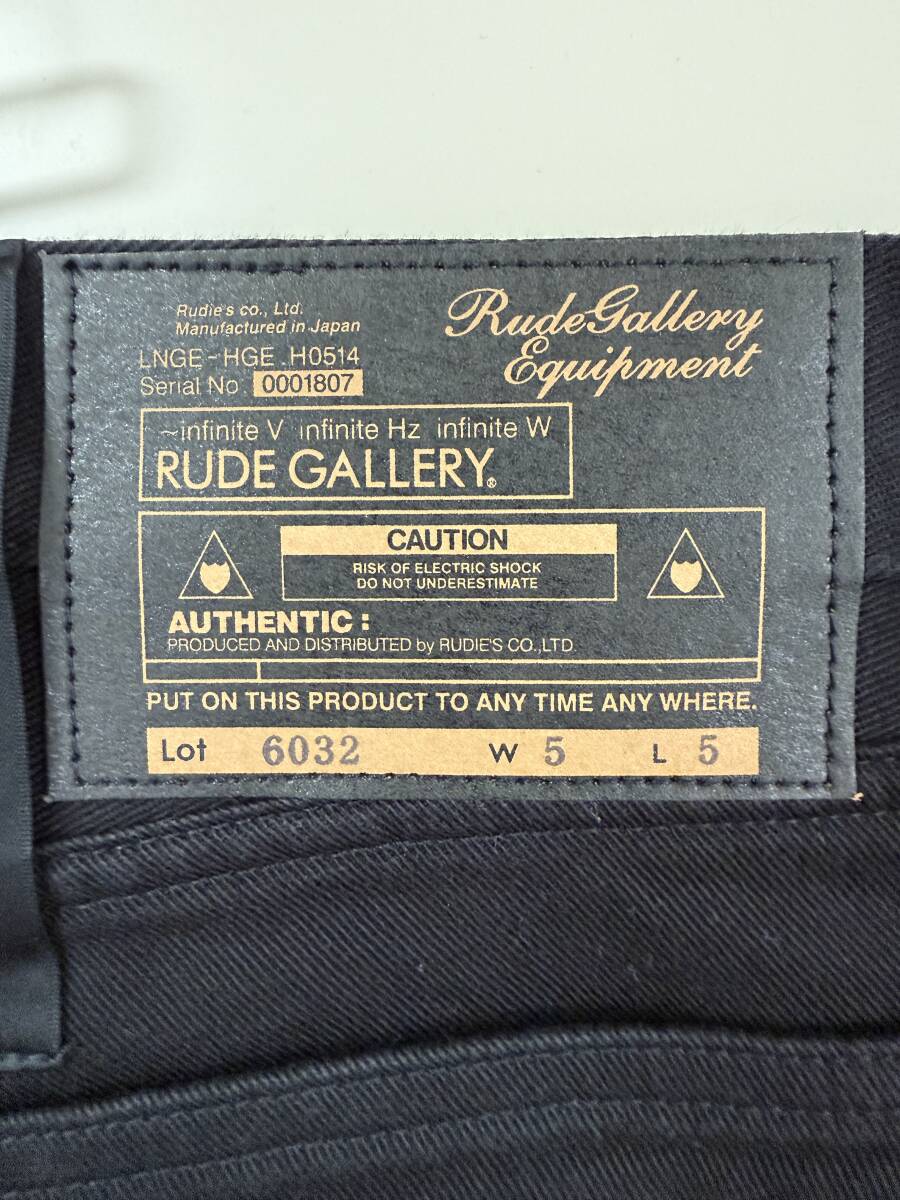 Rudie's co., Ltd.
Manufactured in Japan
LNGE-HGE H0514
Serial No 0001807
RudeGallery
Equipment
~infinite V infinite Hz infinite W
RUDE GALLERY®
CAUTION
RISK OF ELECTRIC SHOCK
DO NOT UNDERESTIMATE
AUTHENTIC :
PRODUCED AND DISTRIBUTED by RUDIE'S CO.,LTD.
PUT ON THIS PRODUCT TO ANY TIME ANY WHERE.
Lot 6032 W 5 L 5